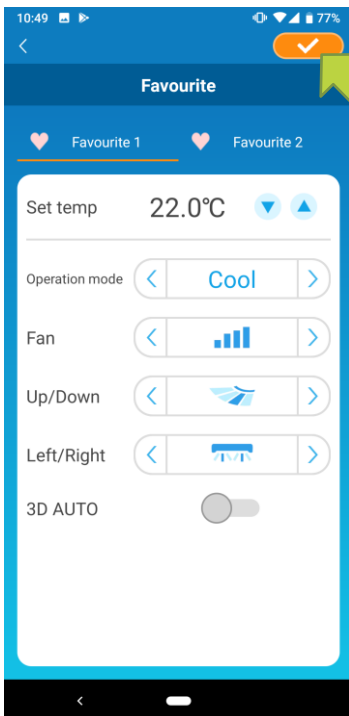 10:49 77%
Favourite
Favourite 1 Favourite 2
Set temp 22.0℃
Operation mode Cool
Fan
Up/Down
Left/Right
3D AUTO